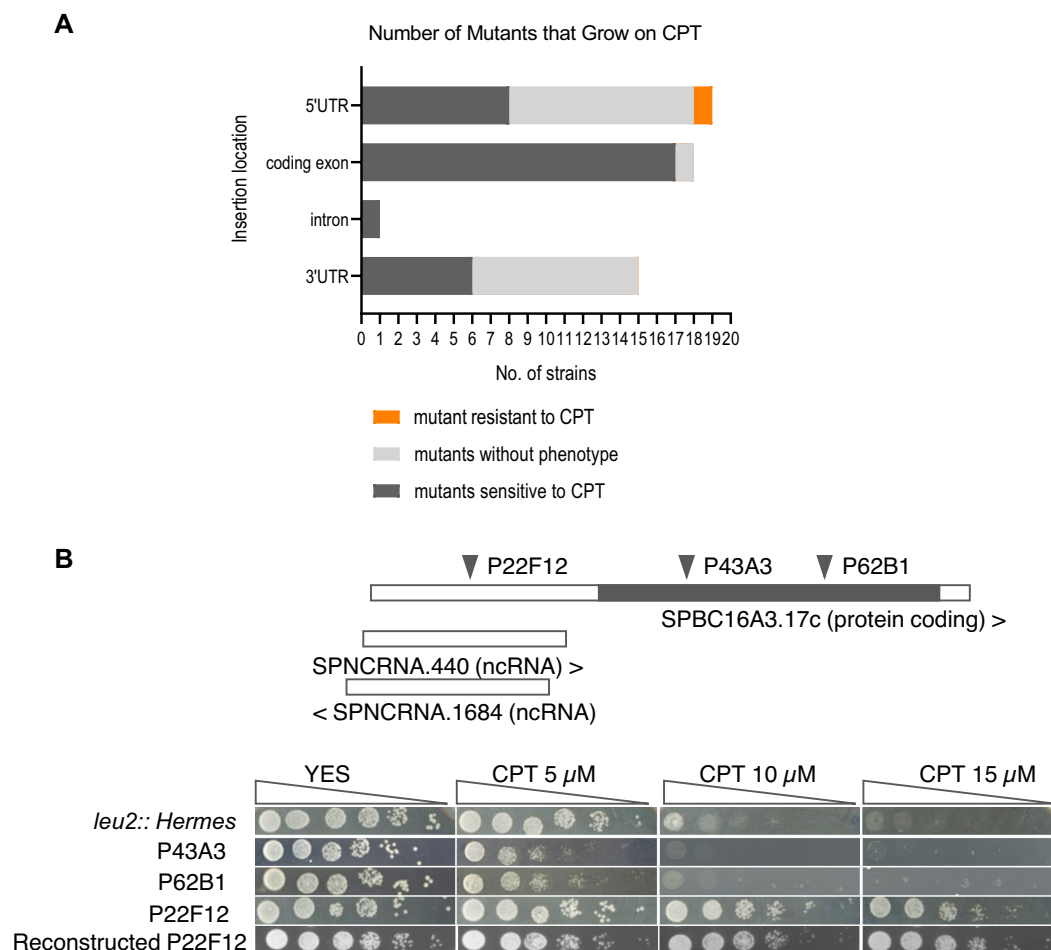 A
Number of Mutants that Grow on CPT
Insertion location
5'UTR
coding exon
intron
3'UTR
0 1 2 3 4 5 6 7 8 9 10 11 12 13 14 15 16 17 18 19 20
No. of strains
mutant resistant to CPT
mutants without phenotype
mutants sensitive to CPT
B
P22F12 P43A3 P62B1
SPBC16A3.17c (protein coding) >
SPNCRNA.440 (ncRNA) >
< SPNCRNA.1684 (ncRNA)
YES CPT 5 µM CPT 10 µM CPT 15 µM
leu2:: Hermes
P43A3
P62B1
P22F12
Reconstructed P22F12